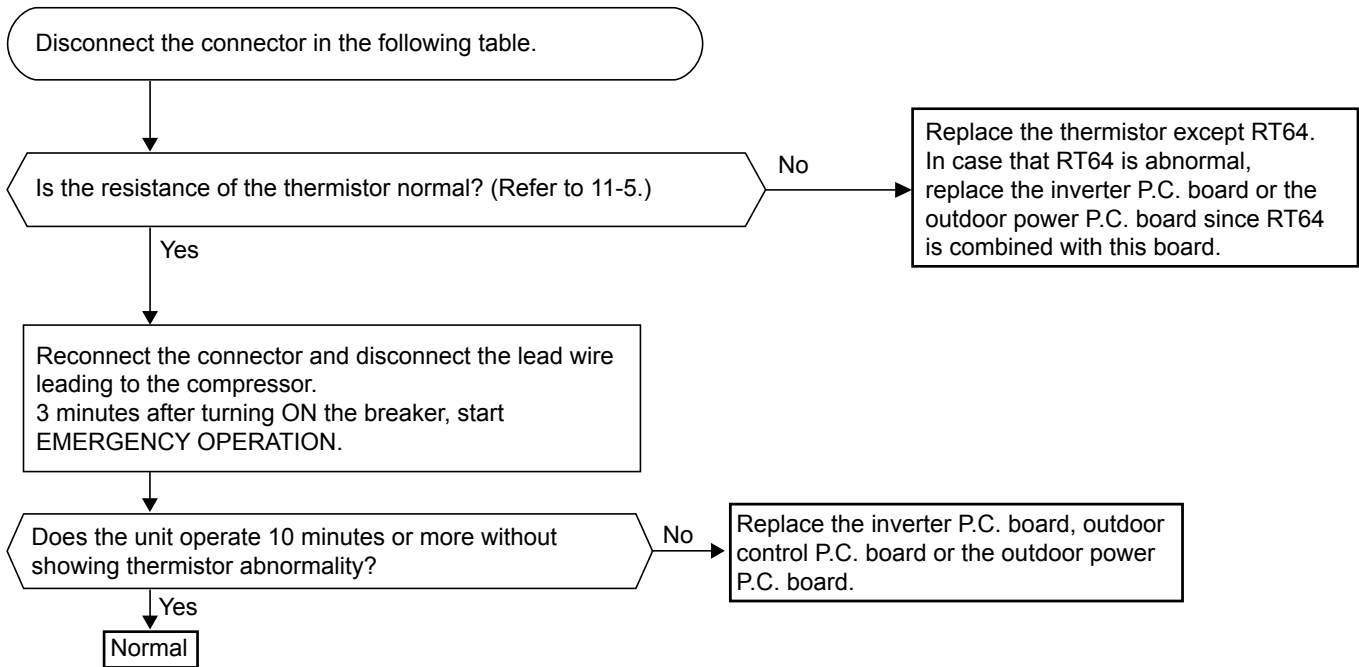 Disconnect the connector in the following table.
Is the resistance of the thermistor normal? (Refer to 11-5.)
No
Replace the thermistor except RT64.
In case that RT64 is abnormal,
replace the inverter P.C. board or the
outdoor power P.C. board since RT64
is combined with this board.
Yes
Reconnect the connector and disconnect the lead wire
leading to the compressor.
3 minutes after turning ON the breaker, start
EMERGENCY OPERATION.
Does the unit operate 10 minutes or more without
showing thermistor abnormality?
No
Replace the inverter P.C. board, outdoor
control P.C. board or the outdoor power
P.C. board.
Yes
Normal